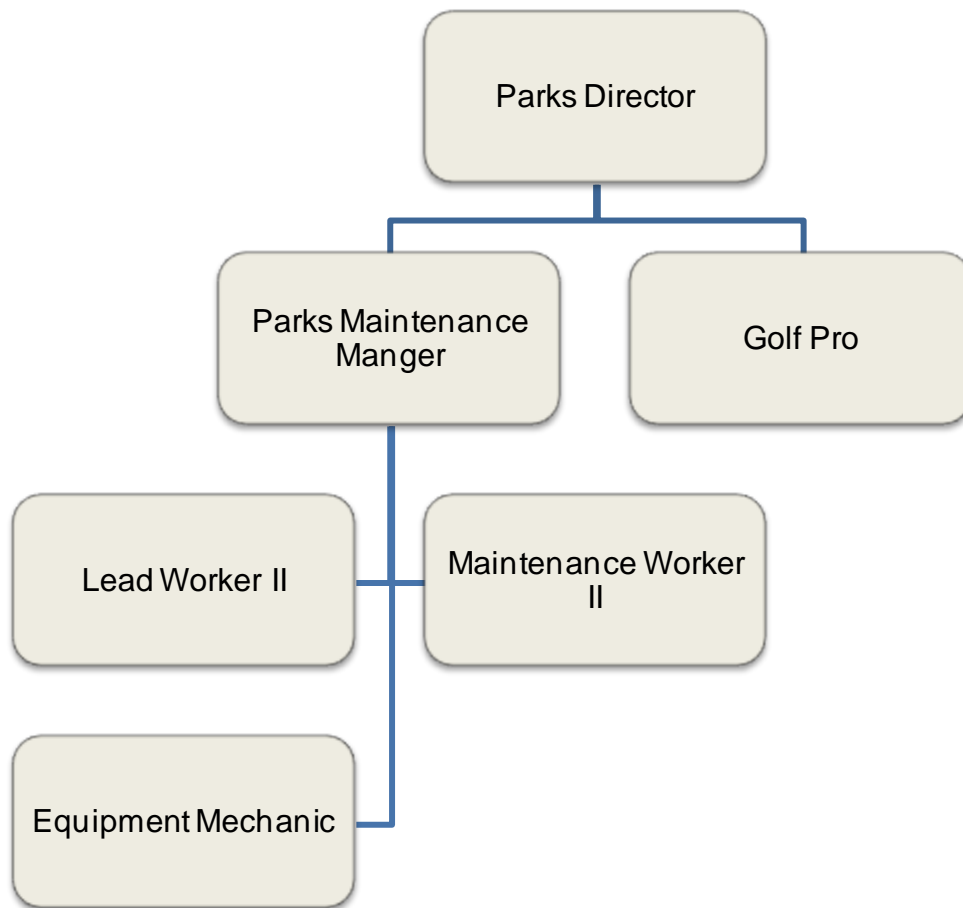 Parks Director
Parks Maintenance
Manger
Golf Pro
Lead Worker II
Maintenance Worker
II
Equipment Mechanic